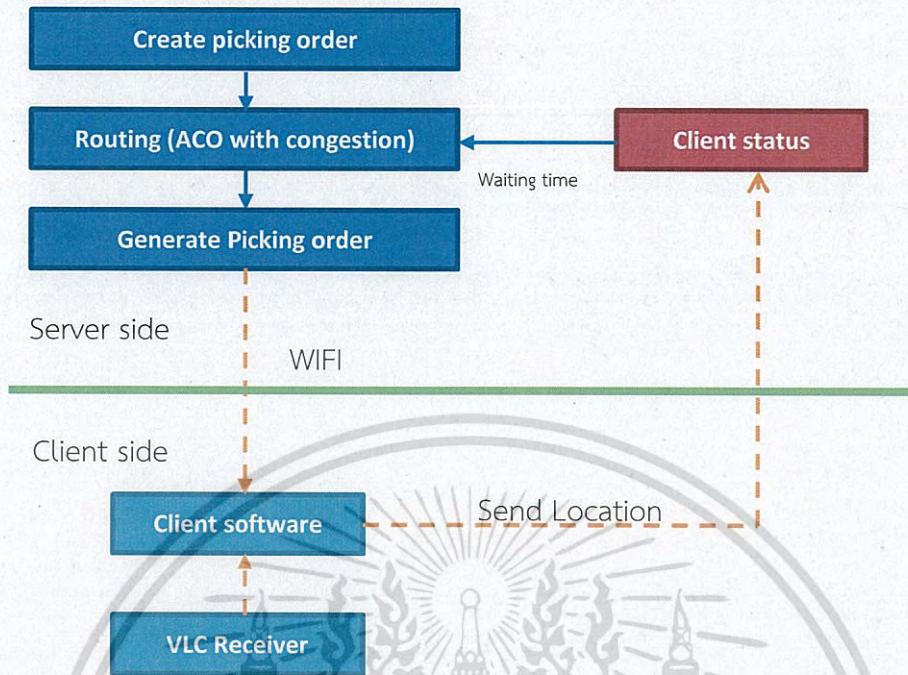 Create picking order
Routing (ACO with congestion)
Client status
Waiting time
Generate Picking order
Server side
WIFI
Client side
Client software
Send Location
VLC Receiver